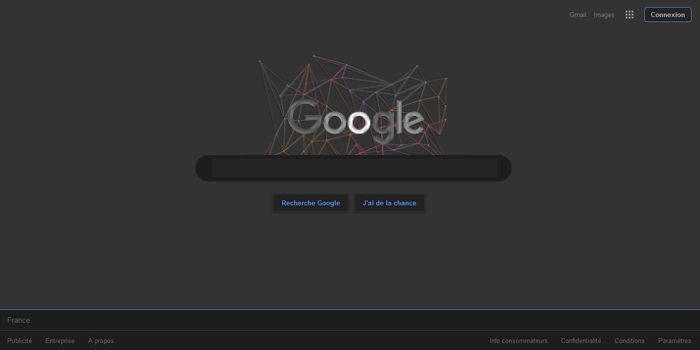 Gmail Images Connexion
Google
Recherche Google J'ai de la chance
France
Publicité Entreprise À propos Info consommateurs Confidentialité Conditions Paramètres